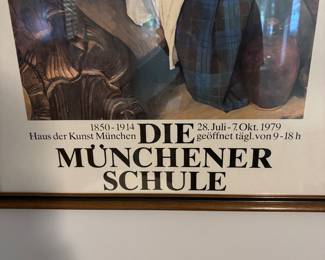 1850-1914
Haus der Kunst München
DIE
28. Juli-7. Okt. 1979
geöffnet tägl. von 9-18 h
MÜNCHENER
SCHULE